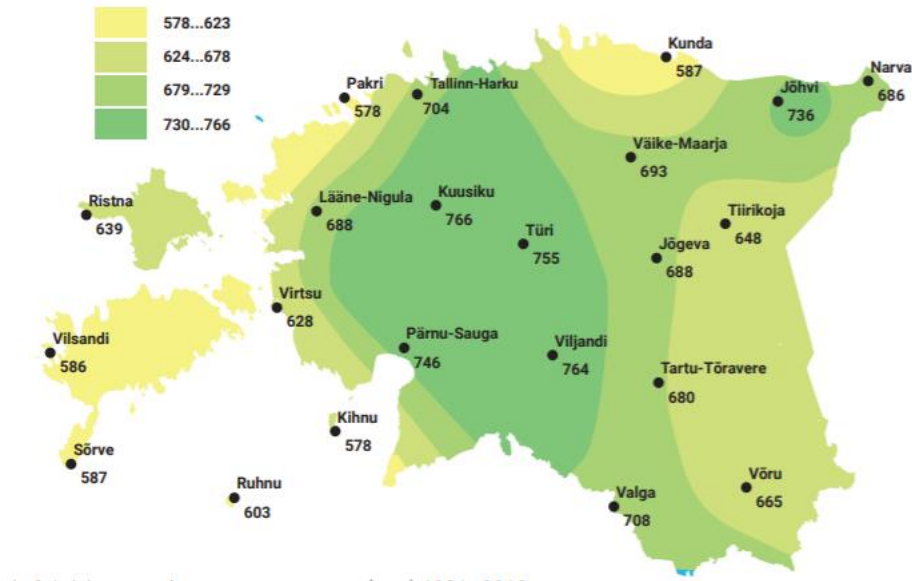 578...623
624...678
679...729
730...766
Kunda
587
Narva
686
Jõhvi
736
Pakri
578
Tallinn-Harku
704
Väike-Maarja
693
Ristna
639
Lääne-Nigula
688
Kuusiku
766
Tiirikoja
648
Türi
755
Jõgeva
688
Virtsu
628
Vilsandi
586
Pärnu-Sauga
746
Viljandi
764
Tartu-Tõravere
680
Kihnu
578
Sõrve
587
Ruhnu
603
Valga
708
Võru
665